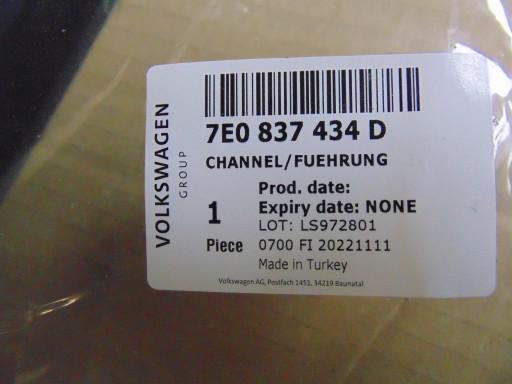 VOLKSWAGEN
GROUP
7E0 837 434 D
CHANNEL/FUEHRUNG
Prod. date:
Expiry date: NONE
LOT: LS972801
1
Piece
0700 FI 20221111
Made in Turkey
Volkswagen AG, Postfach 1451, 34219 Baunatal